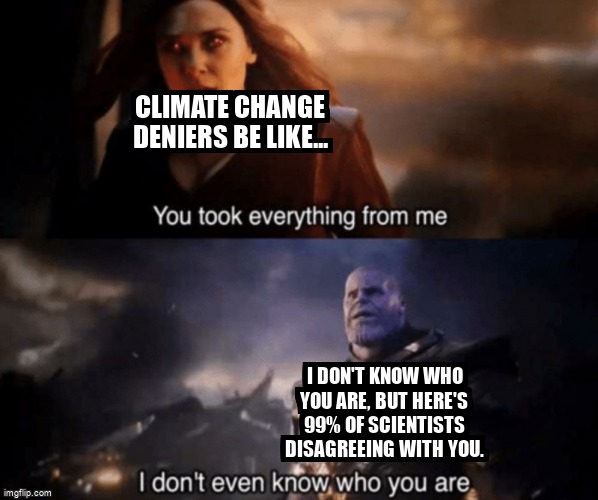 CLIMATE CHANGE
DENIERS BE LIKE...
You took everything from me
I DON'T KNOW WHO
YOU ARE, BUT HERE'S
99% OF SCIENTISTS
DISAGREEING WITH YOU.
I don't even know who you are
imgflip.com